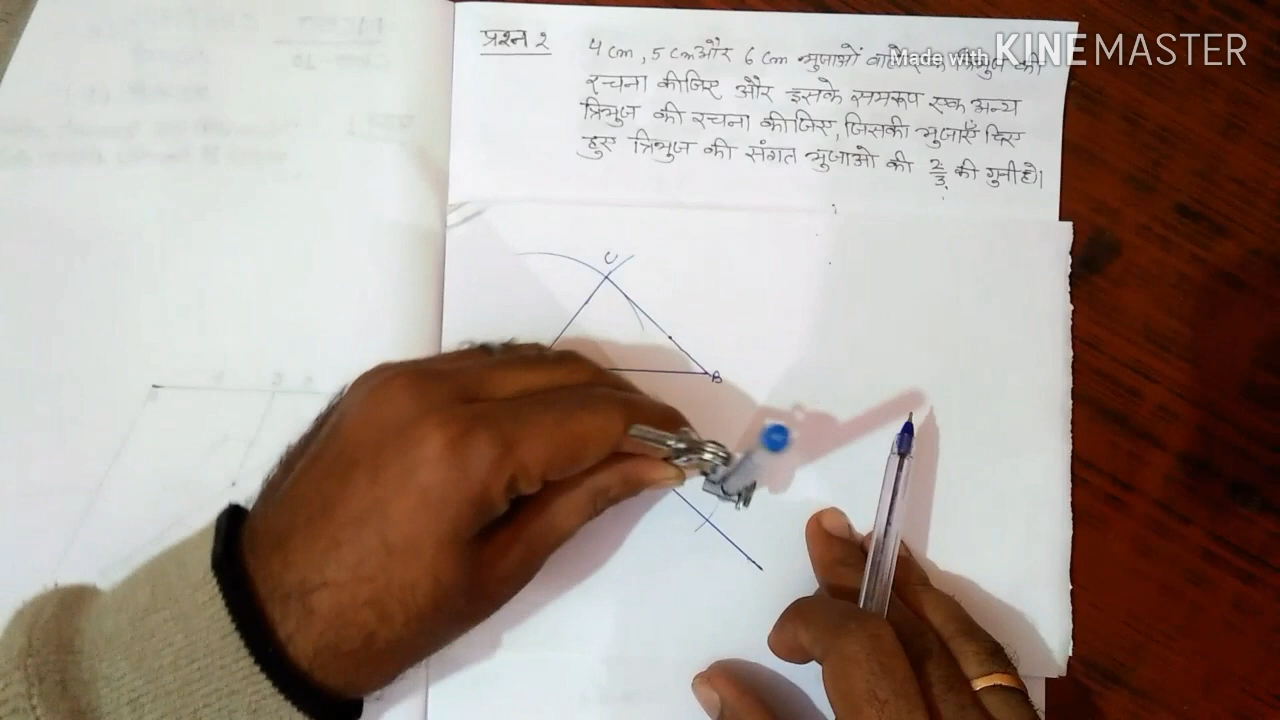 Made with KINEMASTER
प्रश्न २
4 cm, 5 cm और 6 cm भुजाओं
रचना कीजिए और इसके समरूप एक अन्य
त्रिभुज की रचना कीजिए, जिसकी भुजाएँ दिए
हुए त्रिभुज की संगत भुजाओ की 2/3 की गुनी हो।
C
B